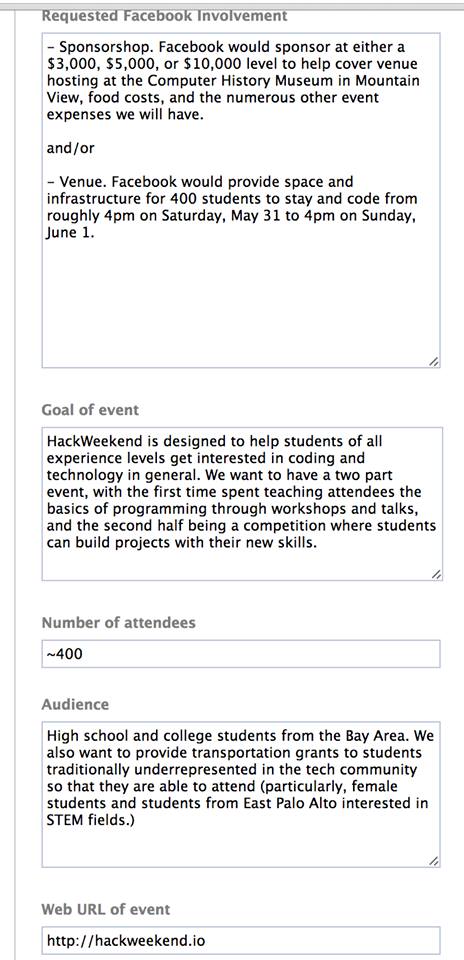 Requested Facebook Involvement
– Sponsorshop. Facebook would sponsor at either a
$3,000, $5,000, or $10,000 level to help cover venue
hosting at the Computer History Museum in Mountain
View, food costs, and the numerous other event
expenses we will have.
and/or
– Venue. Facebook would provide space and
infrastructure for 400 students to stay and code from
roughly 4pm on Saturday, May 31 to 4pm on Sunday,
June 1.
Goal of event
HackWeekend is designed to help students of all
experience levels get interested in coding and
technology in general. We want to have a two part
event, with the first time spent teaching attendees the
basics of programming through workshops and talks,
and the second half being a competition where students
can build projects with their new skills.
Number of attendees
~400
Audience
High school and college students from the Bay Area. We
also want to provide transportation grants to students
traditionally underrepresented in the tech community
so that they are able to attend (particularly, female
students and students from East Palo Alto interested in
STEM fields.)
Web URL of event
http://hackweekend.io